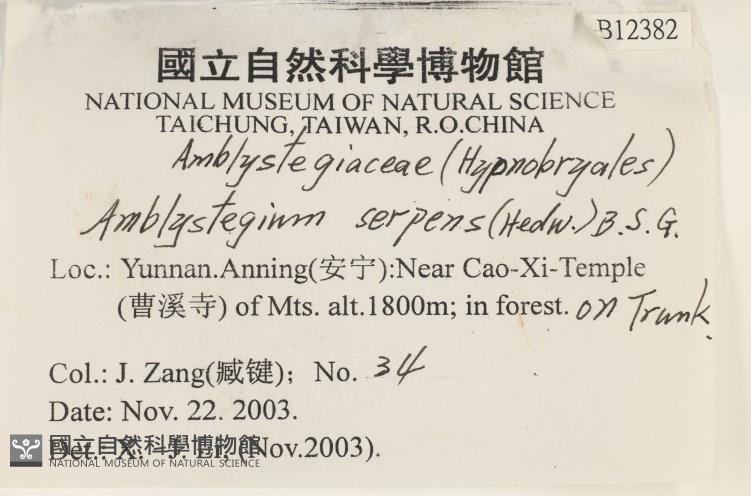 B12382
國立自然科學博物館
NATIONAL MUSEUM OF NATURAL SCIENCE
TAICHUNG, TAIWAN, R.O.CHINA
Amblystegiaceae (Hypnobryales)
Amblystegium serpens (Hedw.) B.S.G.
Loc.: Yunnan.Anning(安宁):Near Cao-Xi-Temple
(曹溪寺) of Mts. alt.1800m; in forest. on Trunk.
Col.: J. Zang(臧键); No. 34
Date: Nov. 22. 2003.
Det.: X. -J. Li, (Nov.2003).
國立自然科學博物館
NATIONAL MUSEUM OF NATURAL SCIENCE